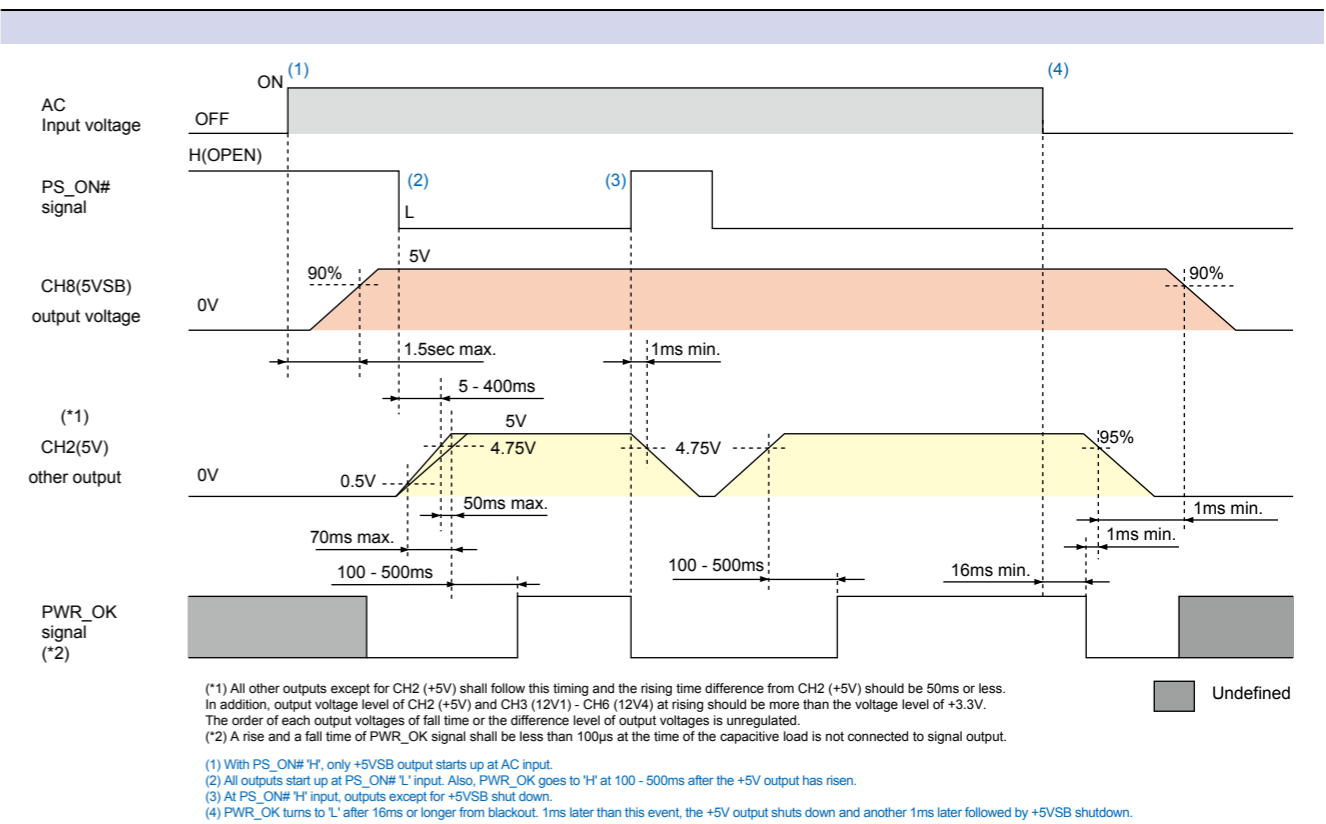 (1)
(4)
ON
AC
Input voltage
OFF
H(OPEN)
PS_ON#
signal
(2)
(3)
L
5V
90%
90%
CH8(5VSB)
output voltage
0V
1.5sec max.
1ms min.
5 - 400ms
(*1)
CH2(5V)
other output
5V
4.75V
4.75V
95%
0V
0.5V
50ms max.
1ms min.
70ms max.
1ms min.
100 - 500ms
100 - 500ms
16ms min.
PWR_OK
signal
(*2)
Undefined
(*1) All other outputs except for CH2 (+5V) shall follow this timing and the rising time difference from CH2 (+5V) should be 50ms or less.
In addition, output voltage level of CH2 (+5V) and CH3 (12V1) - CH6 (12V4) at rising should be more than the voltage level of +3.3V.
The order of each output voltages of fall time or the difference level of output voltages is unregulated.
(*2) A rise and a fall time of PWR_OK signal shall be less than 100µs at the time of the capacitive load is not connected to signal output.
(1) With PS_ON# 'H', only +5VSB output starts up at AC input.
(2) All outputs start up at PS_ON# 'L' input. Also, PWR_OK goes to 'H' at 100 - 500ms after the +5V output has risen.
(3) At PS_ON# 'H' input, outputs except for +5VSB shut down.
(4) PWR_OK turns to 'L' after 16ms or longer from blackout. 1ms later than this event, the +5V output shuts down and another 1ms later followed by +5VSB shutdown.